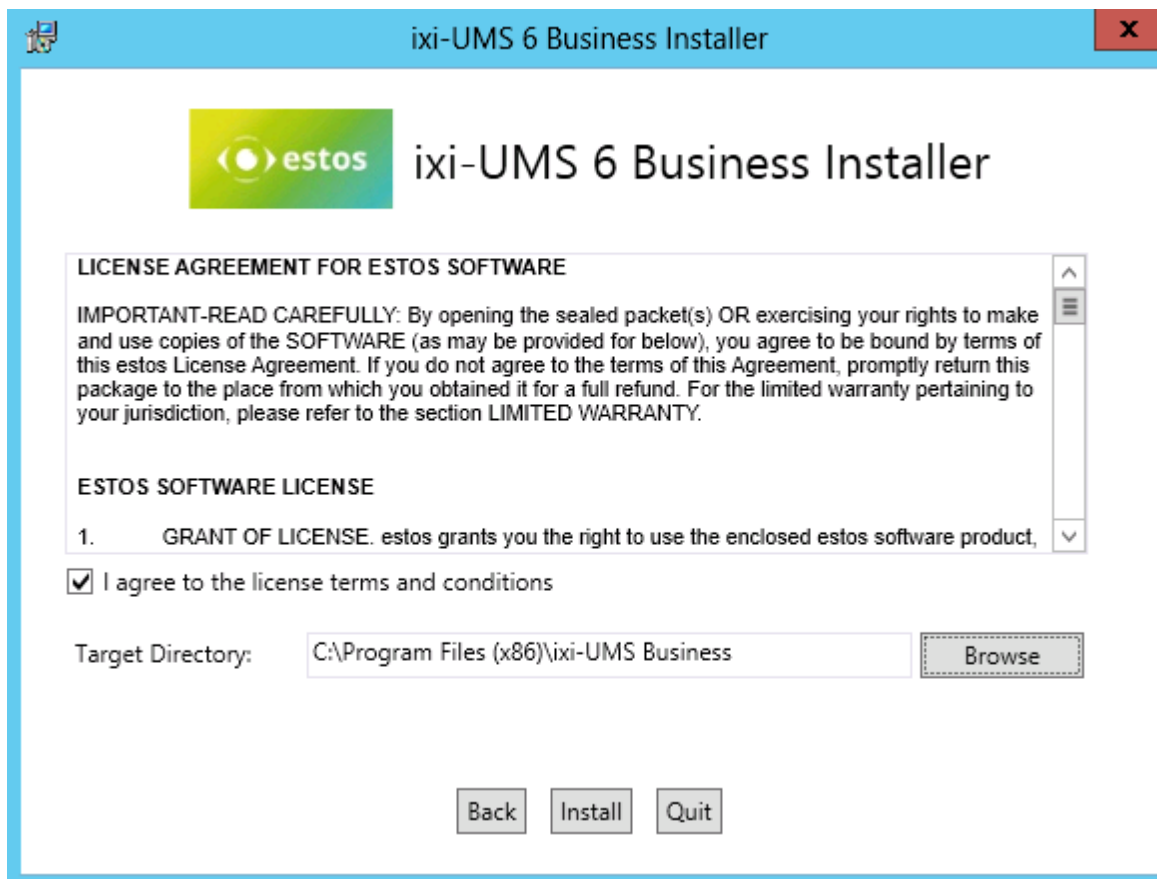 ixi-UMS 6 Business Installer
x
estos
ixi-UMS 6 Business Installer
LICENSE AGREEMENT FOR ESTOS SOFTWARE
IMPORTANT-READ CAREFULLY: By opening the sealed packet(s) OR exercising your rights to make
and use copies of the SOFTWARE (as may be provided for below), you agree to be bound by terms of
this estos License Agreement. If you do not agree to the terms of this Agreement, promptly return this
package to the place from which you obtained it for a full refund. For the limited warranty pertaining to
your jurisdiction, please refer to the section LIMITED WARRANTY.
ESTOS SOFTWARE LICENSE
1. GRANT OF LICENSE. estos grants you the right to use the enclosed estos software product,
I agree to the license terms and conditions
Target Directory: C:\Program Files (x86)\ixi-UMS Business Browse
Back Install Quit